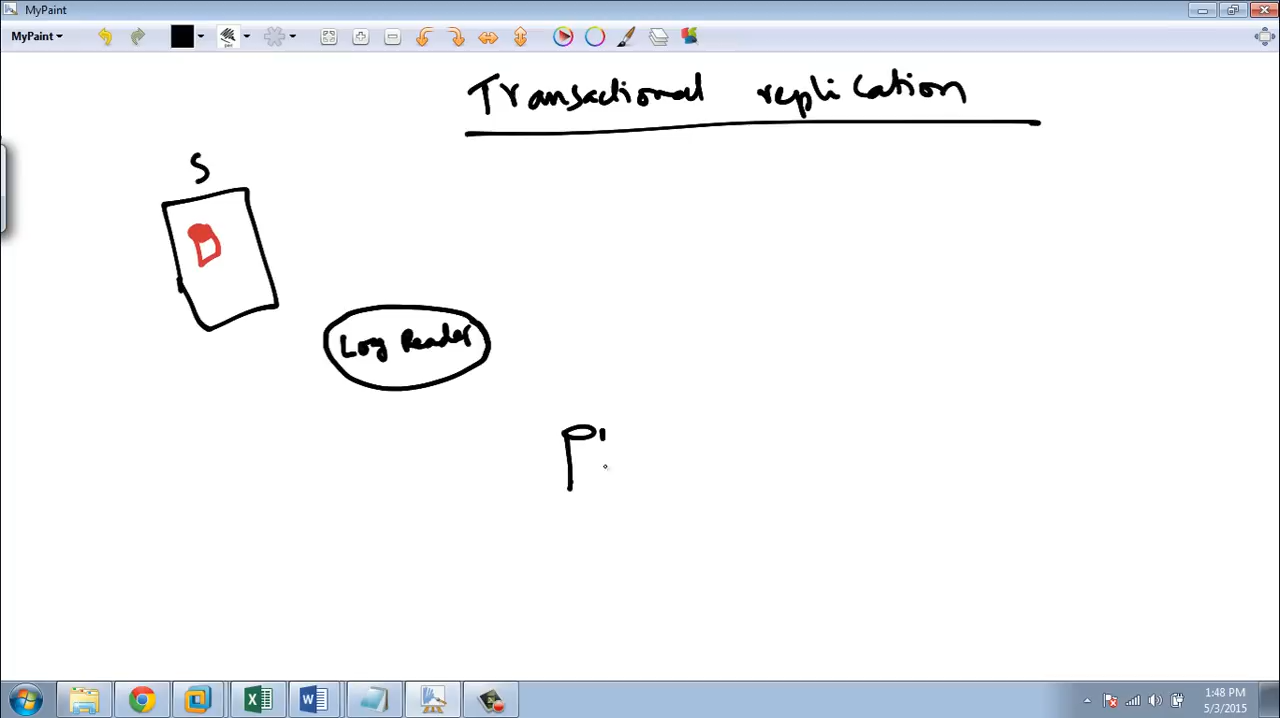 MyPaint
MyPaint
Transactional replication
S
Log Reader
1:48 PM
5/3/2015